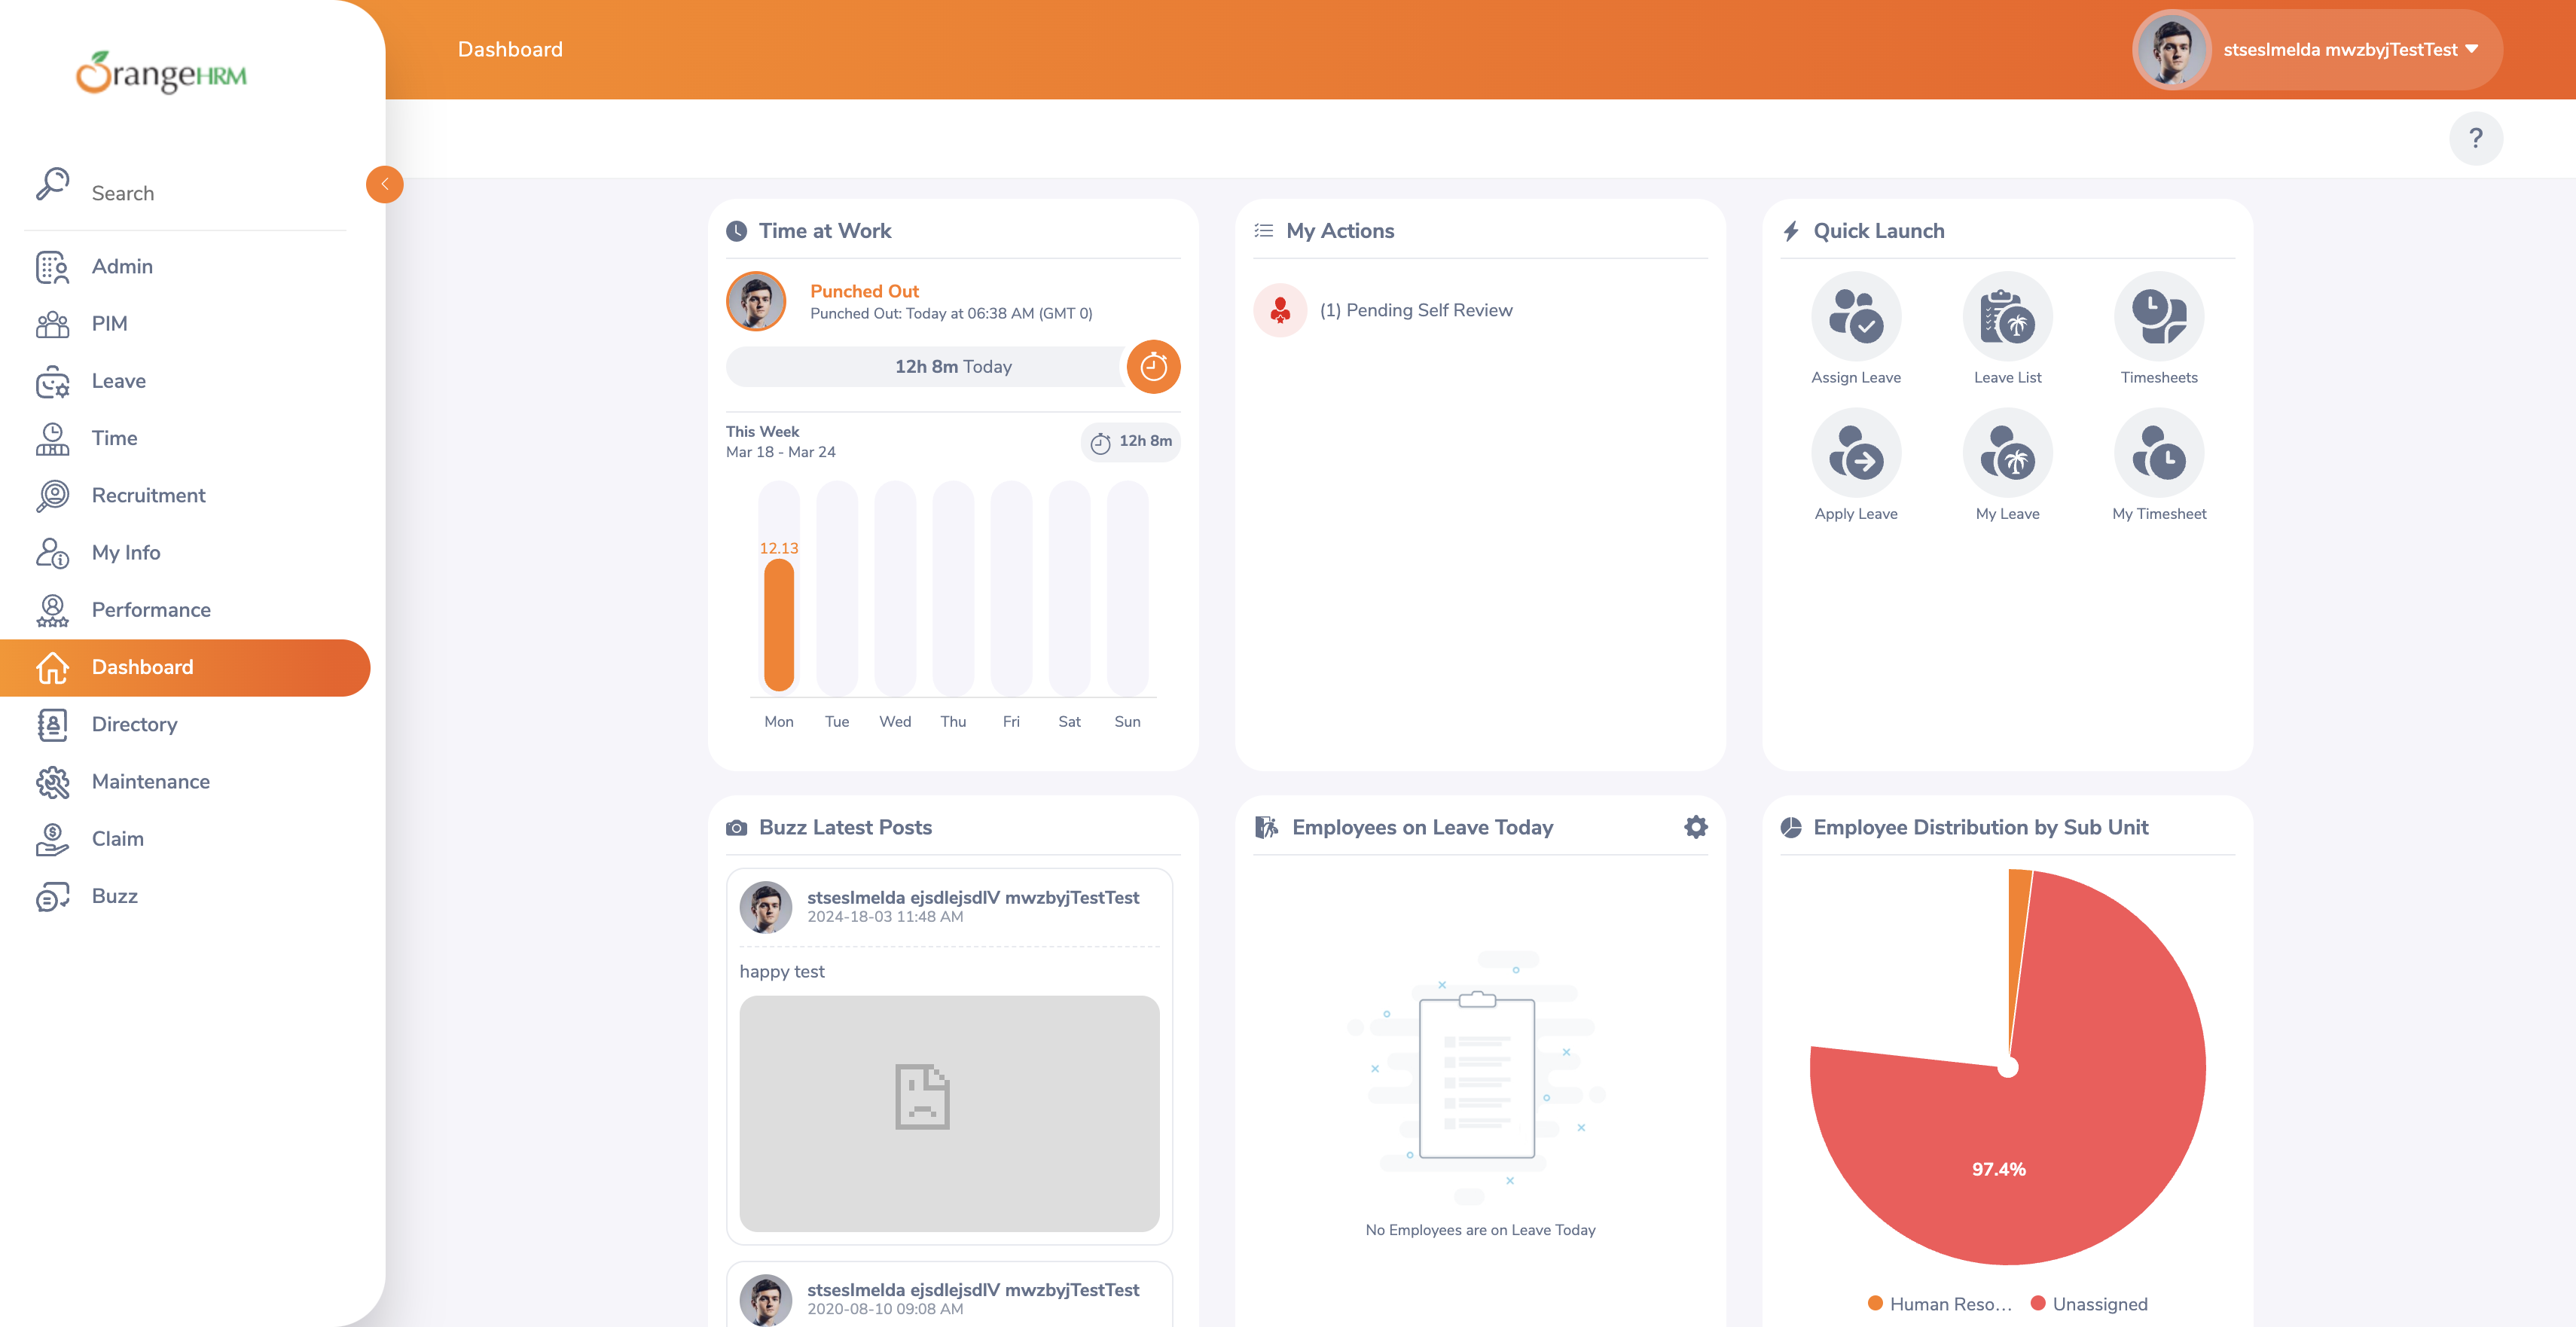 OrangeHRM
Dashboard
stsesImelda mwzbyjTestTest
?
Search
Admin
PIM
Leave
Time
Recruitment
My Info
Performance
Dashboard
Directory
Maintenance
Claim
Buzz
Time at Work
Punched Out
Punched Out: Today at 06:38 AM (GMT 0)
12h 8m Today
This Week
Mar 18 - Mar 24
12h 8m
12.13
Mon Tue Wed Thu Fri Sat Sun
My Actions
(1) Pending Self Review
Quick Launch
Assign Leave Leave List Timesheets
Apply Leave My Leave My Timesheet
Buzz Latest Posts
stsesImelda ejsdlejsdlV mwzbyjTestTest
2024-18-03 11:48 AM
happy test
stsesImelda ejsdlejsdlV mwzbyjTestTest
2020-08-10 09:08 AM
Employees on Leave Today
No Employees are on Leave Today
Employee Distribution by Sub Unit
97.4%
Human Reso... Unassigned